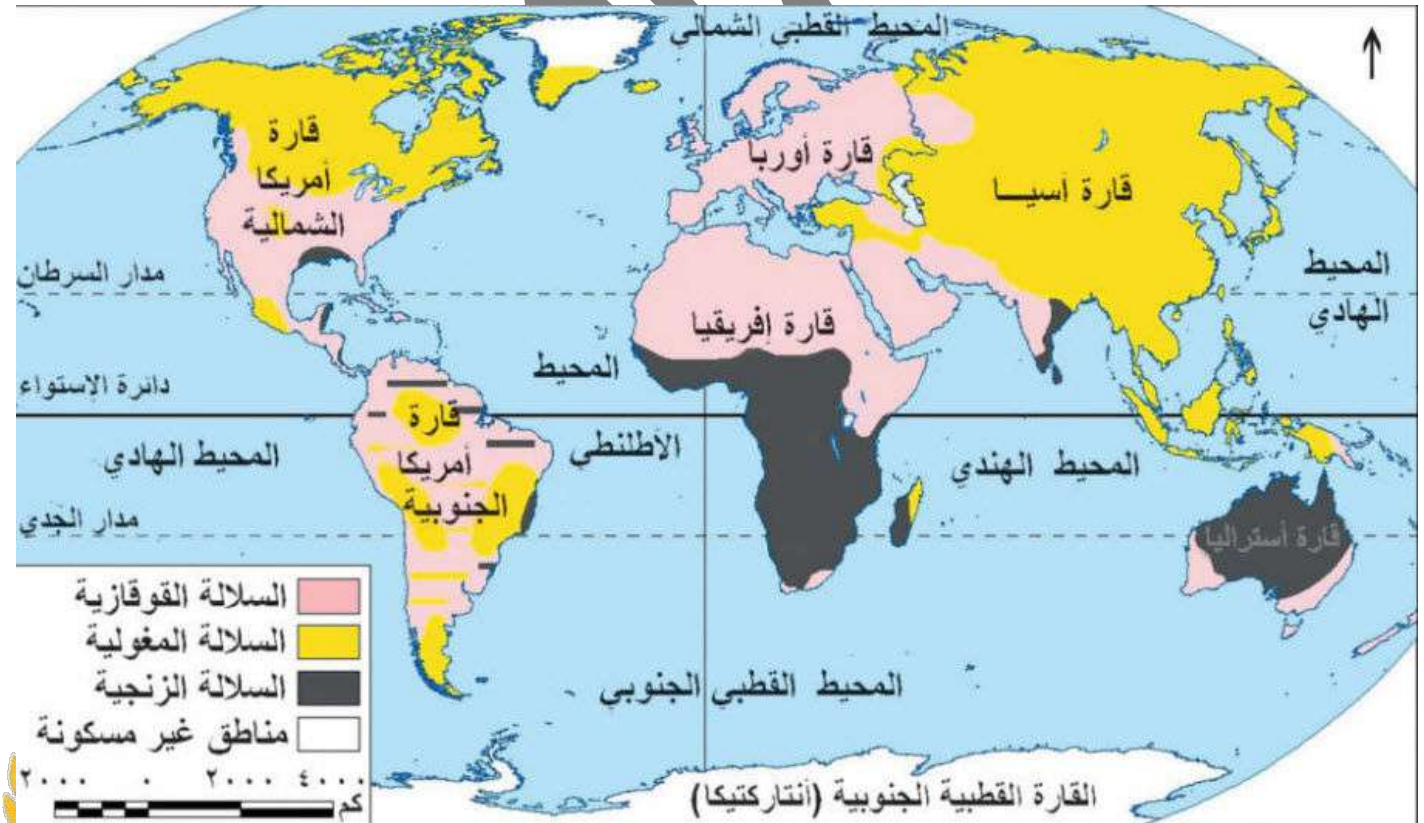 المحيط القطبي الشمالي
قارة
أمريكا
الشمالية
قارة أوربا
قارة أسيـــا
مدار السرطان
المحيط
الهادي
قارة إفريقيا
دائرة الإستواء
المحيط
الأطلنطى
قارة
أمريكا
الجنوبية
المحيط الهادي
المحيط الهندي
مدار الجدي
قارة أستراليا
السلالة القوقازية
السلالة المغولية
السلالة الزنجية
مناطق غير مسكونة
٢٠٠٠ ٠ ٢٠٠٠ ٤٠٠٠
كم
المحيط القطبي الجنوبي
القارة القطبية الجنوبية (أنتاركتيكا)